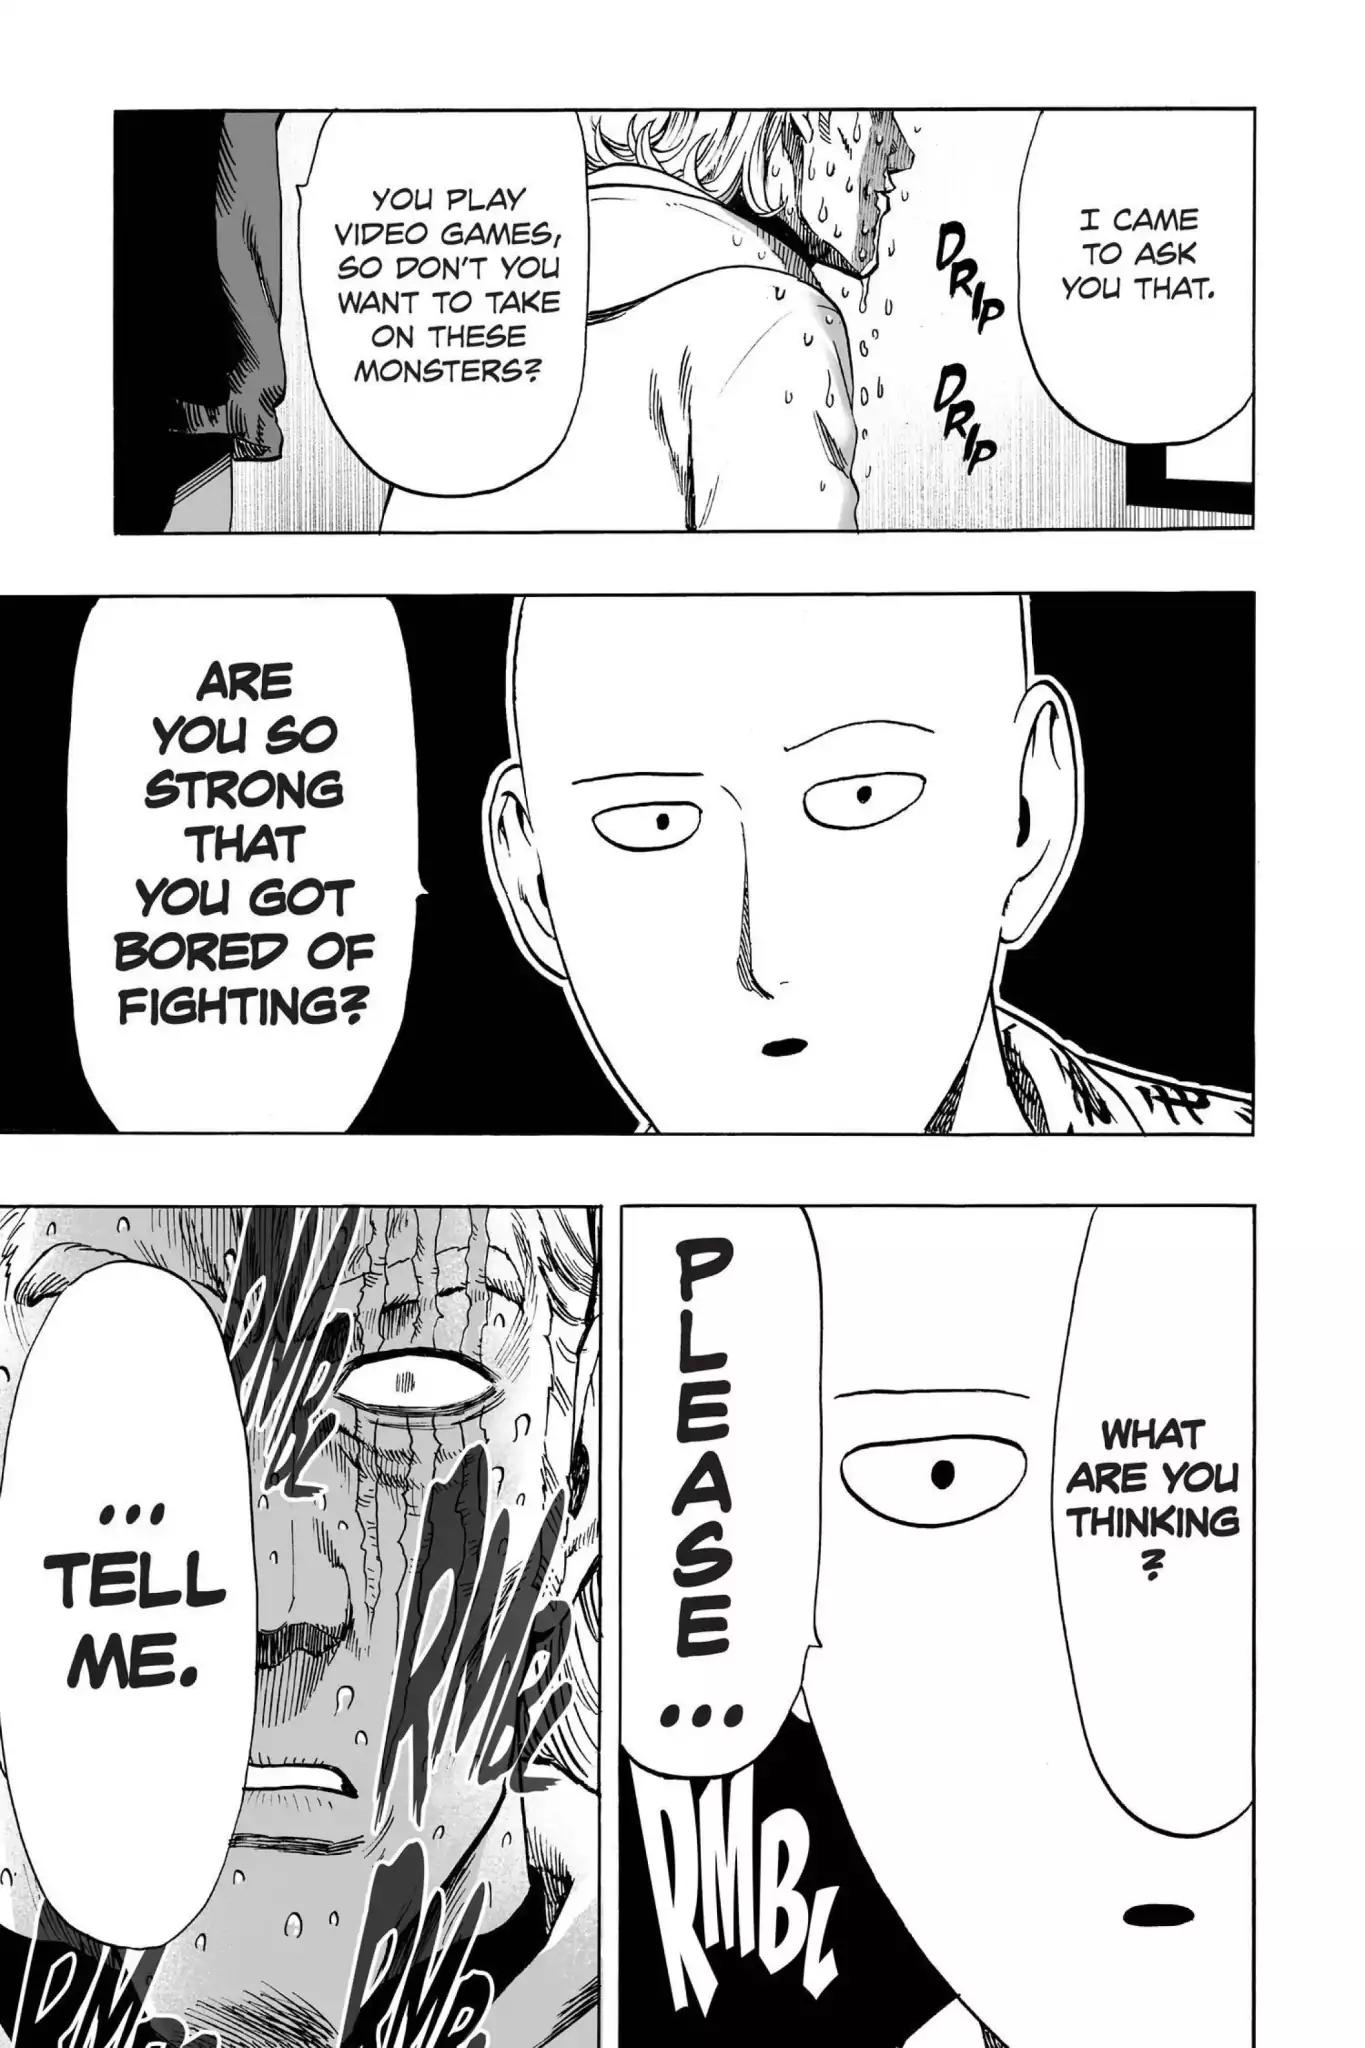 I CAME
TO ASK
YOU THAT.
DRIP
DRIP
YOU PLAY
VIDEO GAMES,
SO DON'T YOU
WANT TO TAKE
ON THESE
MONSTERS?
ARE
YOU SO
STRONG
THAT
YOU GOT
BORED OF
FIGHTING?
WHAT
ARE YOU
THINKING
?
PLEASE
...
RMBL
...
TELL
ME.
RMBL
RMBL